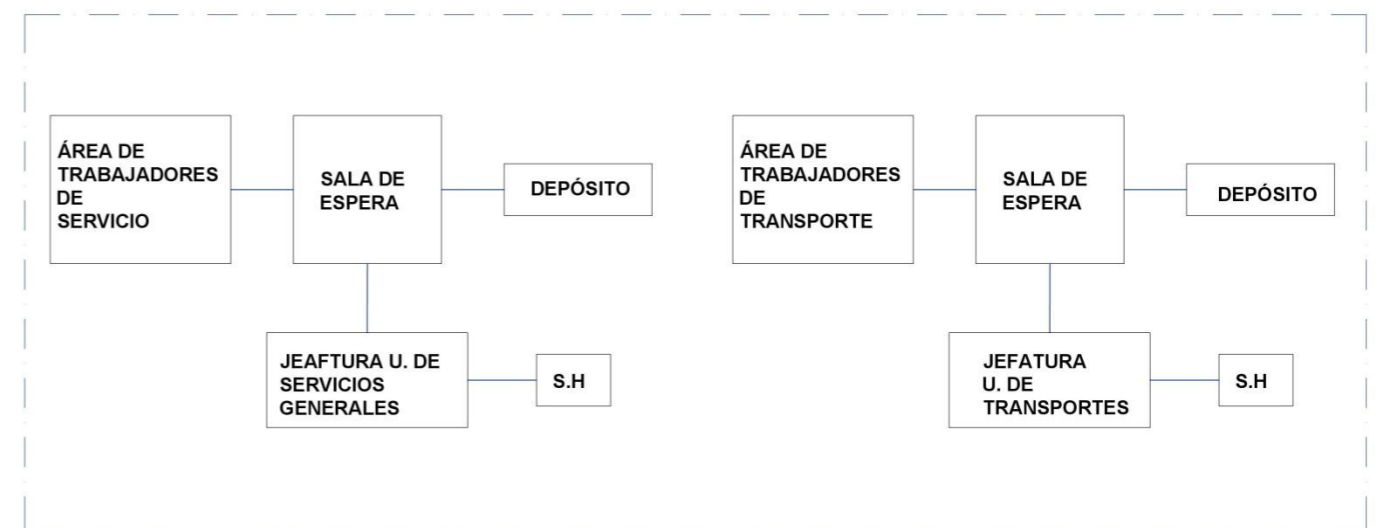 ÁREA DE
TRABAJADORES
DE
SERVICIO
SALA DE
ESPERA
DEPÓSITO
JEAFTURA U. DE
SERVICIOS
GENERALES
S.H
ÁREA DE
TRABAJADORES
DE
TRANSPORTE
SALA DE
ESPERA
DEPÓSITO
JEFATURA
U. DE
TRANSPORTES
S.H